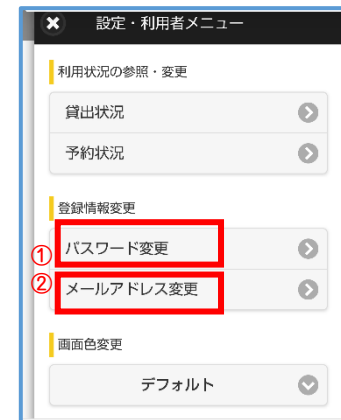 設定・利用者メニュー
利用状況の参照・変更
貸出状況
予約状況
登録情報変更
① パスワード変更
② メールアドレス変更
画面色変更
デフォルト